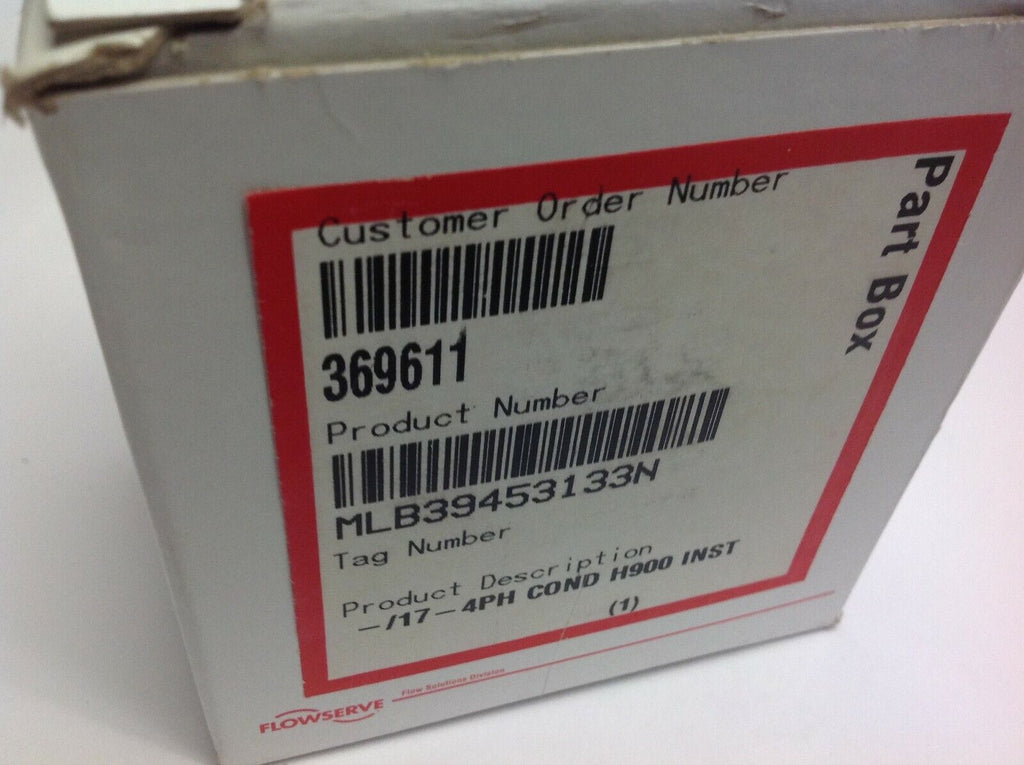 Customer Order Number
369611
Product Number
MLB39453133N
Tag Number
Product Description
-/17-4PH COND H900 INST
(1)
Part Box
FLOWSERVE
Flow Solutions Division